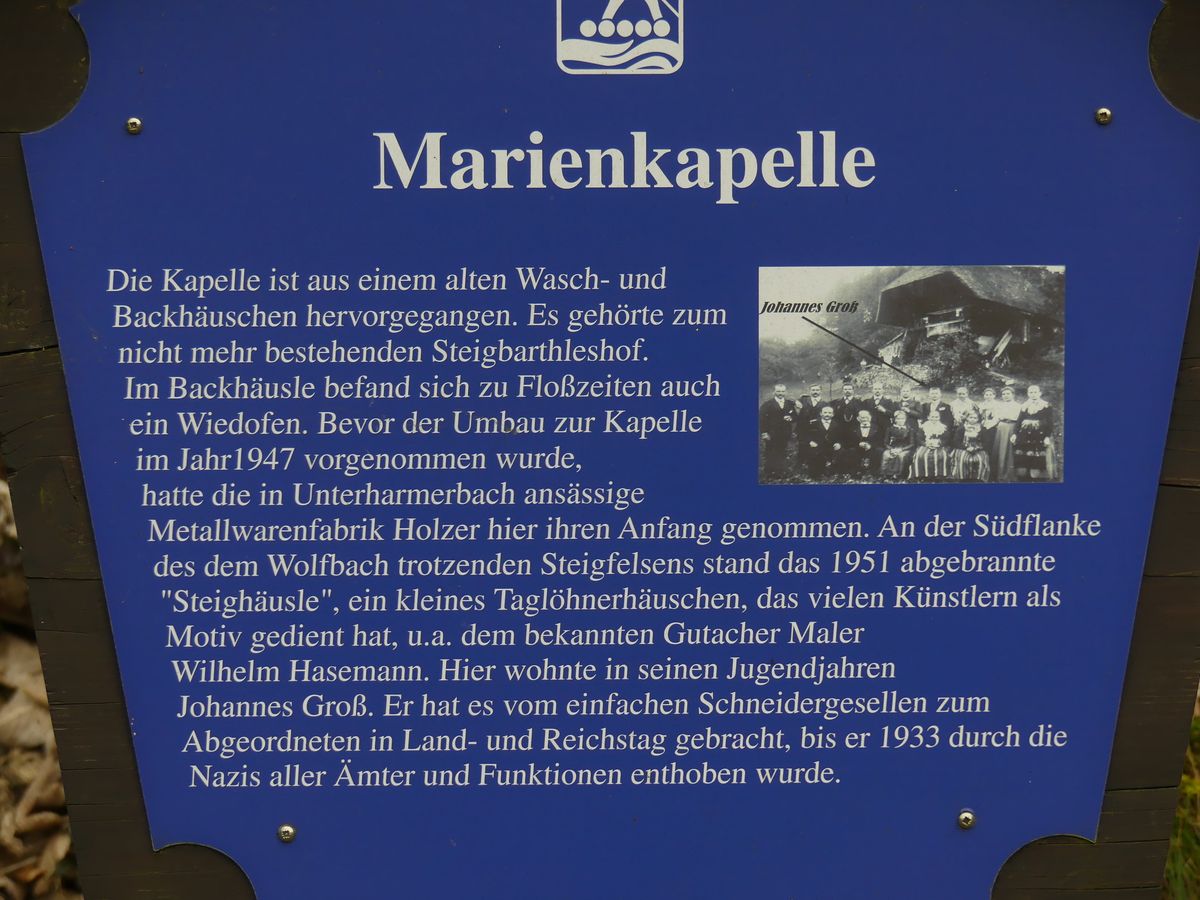 Marienkapelle
Die Kapelle ist aus einem alten Wasch- und
Backhäuschen hervorgegangen. Es gehörte zum
nicht mehr bestehenden Steigbarthleshof.
Im Backhäusle befand sich zu Floßzeiten auch
ein Wiedofen. Bevor der Umbau zur Kapelle
im Jahr1947 vorgenommen wurde,
hatte die in Unterharmerbach ansässige
Metallwarenfabrik Holzer hier ihren Anfang genommen. An der Südflanke
des dem Wolfbach trotzenden Steigfelsens stand das 1951 abgebrannte
"Steighäusle", ein kleines Taglöhnerhäuschen, das vielen Künstlern als
Motiv gedient hat, u.a. dem bekannten Gutacher Maler
Wilhelm Hasemann. Hier wohnte in seinen Jugendjahren
Johannes Groß. Er hat es vom einfachen Schneidergesellen zum
Abgeordneten in Land- und Reichstag gebracht, bis er 1933 durch die
Nazis aller Ämter und Funktionen enthoben wurde.
Johannes Groß